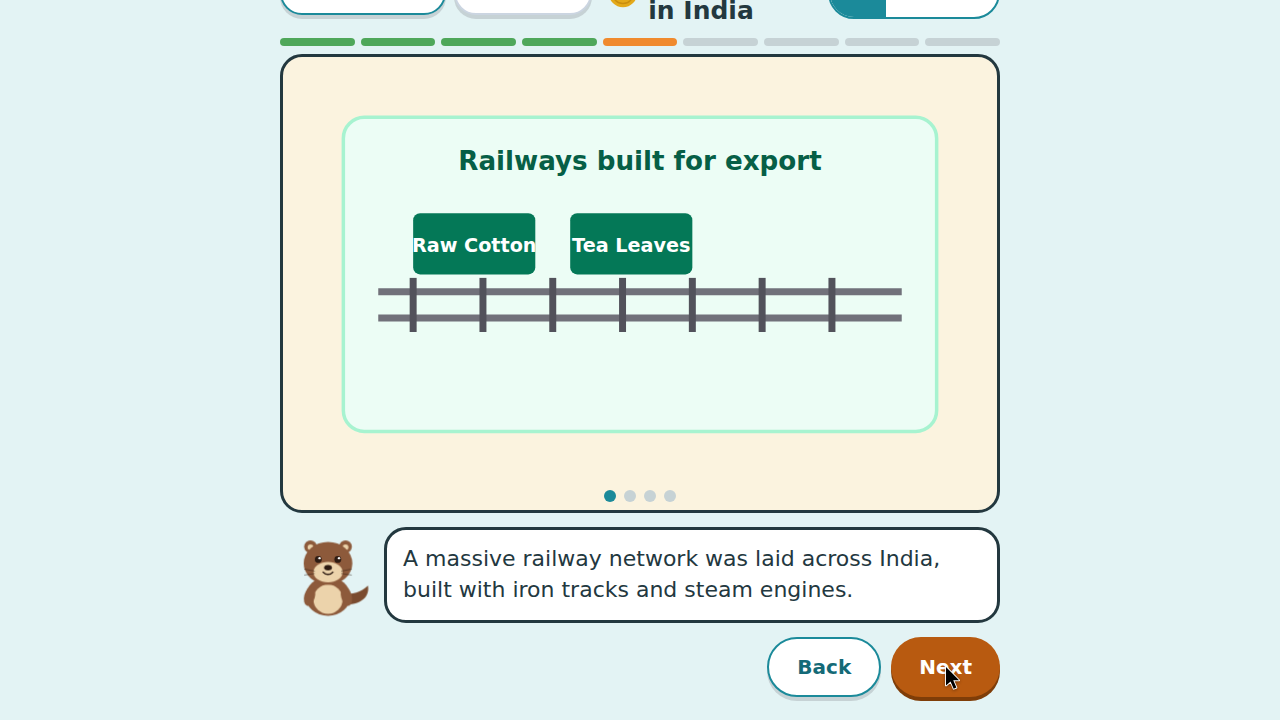 in India
Railways built for export
Raw Cotton
Tea Leaves
A massive railway network was laid across India,
built with iron tracks and steam engines.
Back
Next